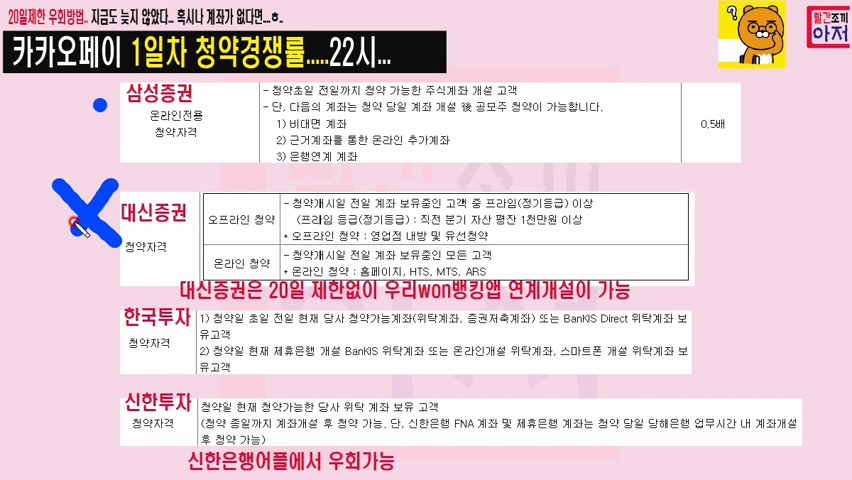 20일제한 우회방법.. 지금도 늦지 않았다... 혹시나 계좌가 없다면...ㅎ..
빨간조끼
아저
카카오페이 1일차 청약경쟁률.....22시...
?
삼성증권
온라인전용
청약자격
- 청약초일 전일까지 청약 가능한 주식계좌 개설 고객
- 단, 다음의 계좌는 청약 당일 계좌 개설 後 공모주 청약이 가능합니다.
1) 비대면 계좌
2) 근거계좌를 통한 온라인 추가계좌
3) 은행연계 계좌
0.5배
대신증권
청약자격
오프라인 청약
- 청약개시일 전일 계좌 보유중인 고객 중 프라임(정기등급) 이상
(프라임 등급(정기등급) : 직전 분기 자산 평잔 1천만원 이상
* 오프라인 청약 : 영업점 내방 및 유선청약
온라인 청약
- 청약개시일 전일 계좌 보유중인 모든 고객
* 온라인 청약 : 홈페이지, HTS, MTS, ARS
대신증권은 20일 제한없이 우리won뱅킹앱 연계개설이 가능
한국투자
청약자격
1) 청약일 초일 전일 현재 당사 청약가능계좌(위탁계좌, 증권저축계좌) 또는 BanKIS Direct 위탁계좌 보
유고객
2) 청약일 현재 제휴은행 개설 BanKIS 위탁계좌 또는 온라인개설 위탁계좌, 스마트폰 개설 위탁계좌 보
유고객
신한투자
청약자격
청약일 현재 청약가능한 당사 위탁 계좌 보유 고객
(청약 종일까지 계좌개설 후 청약 가능. 단, 신한은행 FNA 계좌 및 제휴은행 계좌는 청약 당일 당해은행 업무시간 내 계좌개설
후 청약 가능)
신한은행어플에서 우회가능